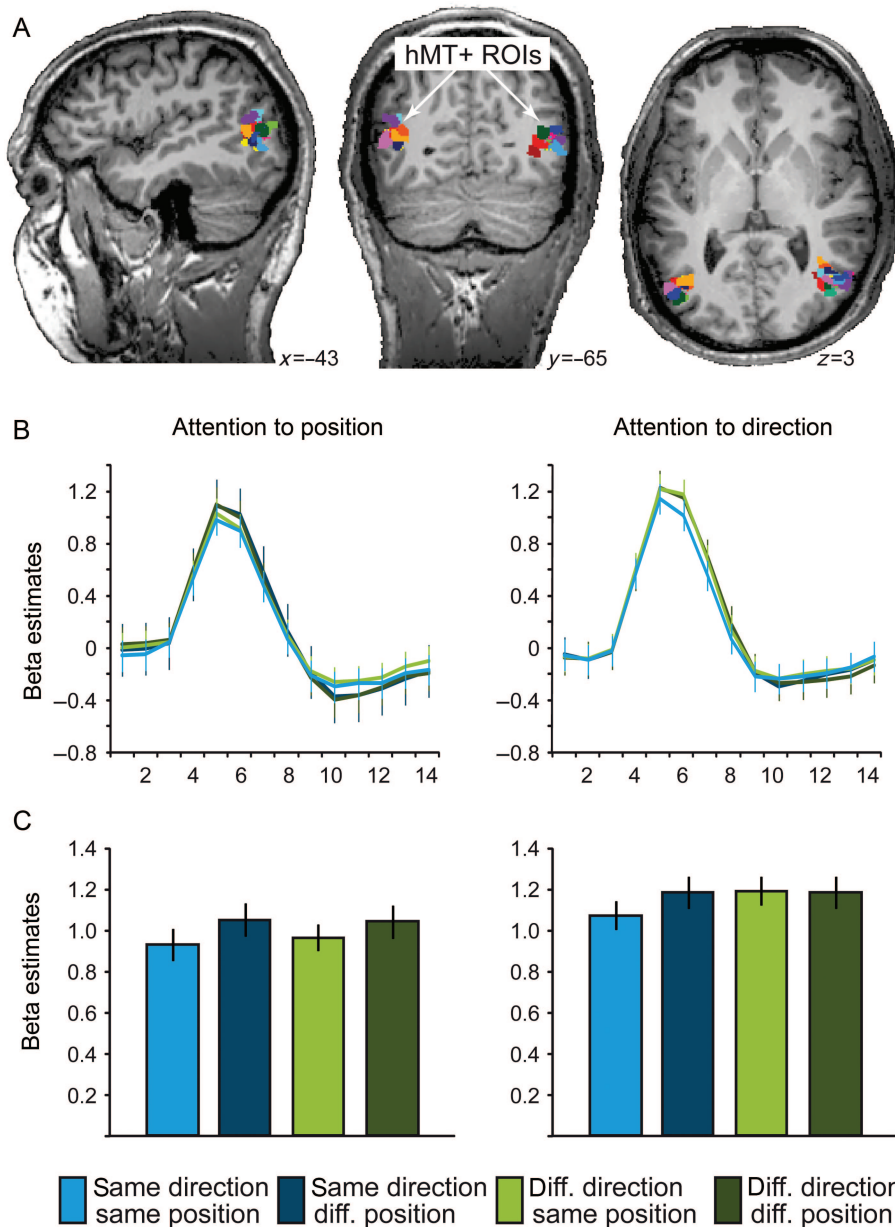 A
hMT+ ROIs
x=–43
y=–65
z=3
B
Attention to position
Attention to direction
Beta estimates
1.2
0.8
0.4
0
–0.4
–0.8
2 4 6 8 10 12 14
1.2
0.8
0.4
0
–0.4
–0.8
2 4 6 8 10 12 14
C
Beta estimates
1.4
1.2
1.0
0.8
0.6
0.4
0.2
1.4
1.2
1.0
0.8
0.6
0.4
0.2
Same direction
same position
Same direction
diff. position
Diff. direction
same position
Diff. direction
diff. position